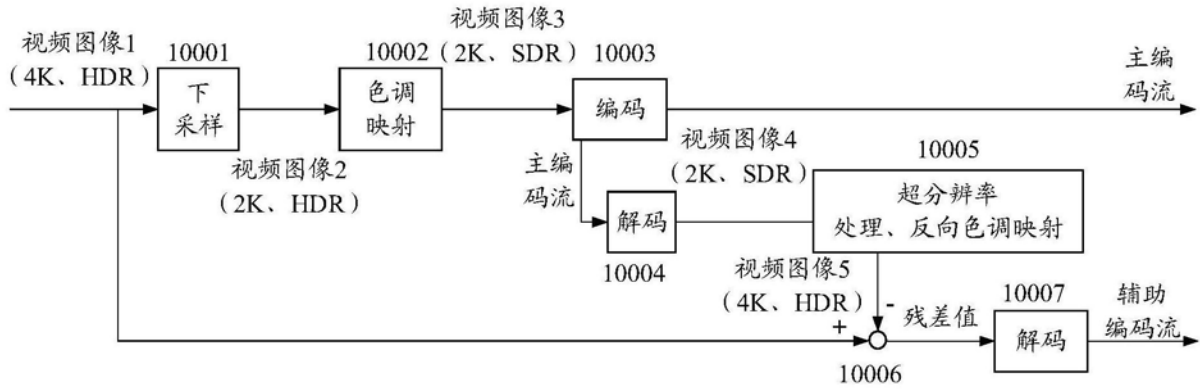 视频图像1
（4K、HDR）
10001
下
采样
视频图像2
（2K、HDR）
10002
色调
映射
视频图像3
（2K、SDR）
10003
编码
主编
码流
主编
码流
解码
10004
视频图像4
（2K、SDR）
10005
超分辨率
处理、反向色调映射
视频图像5
（4K、HDR）
-
+
10006
残差值
10007
解码
辅助
编码流